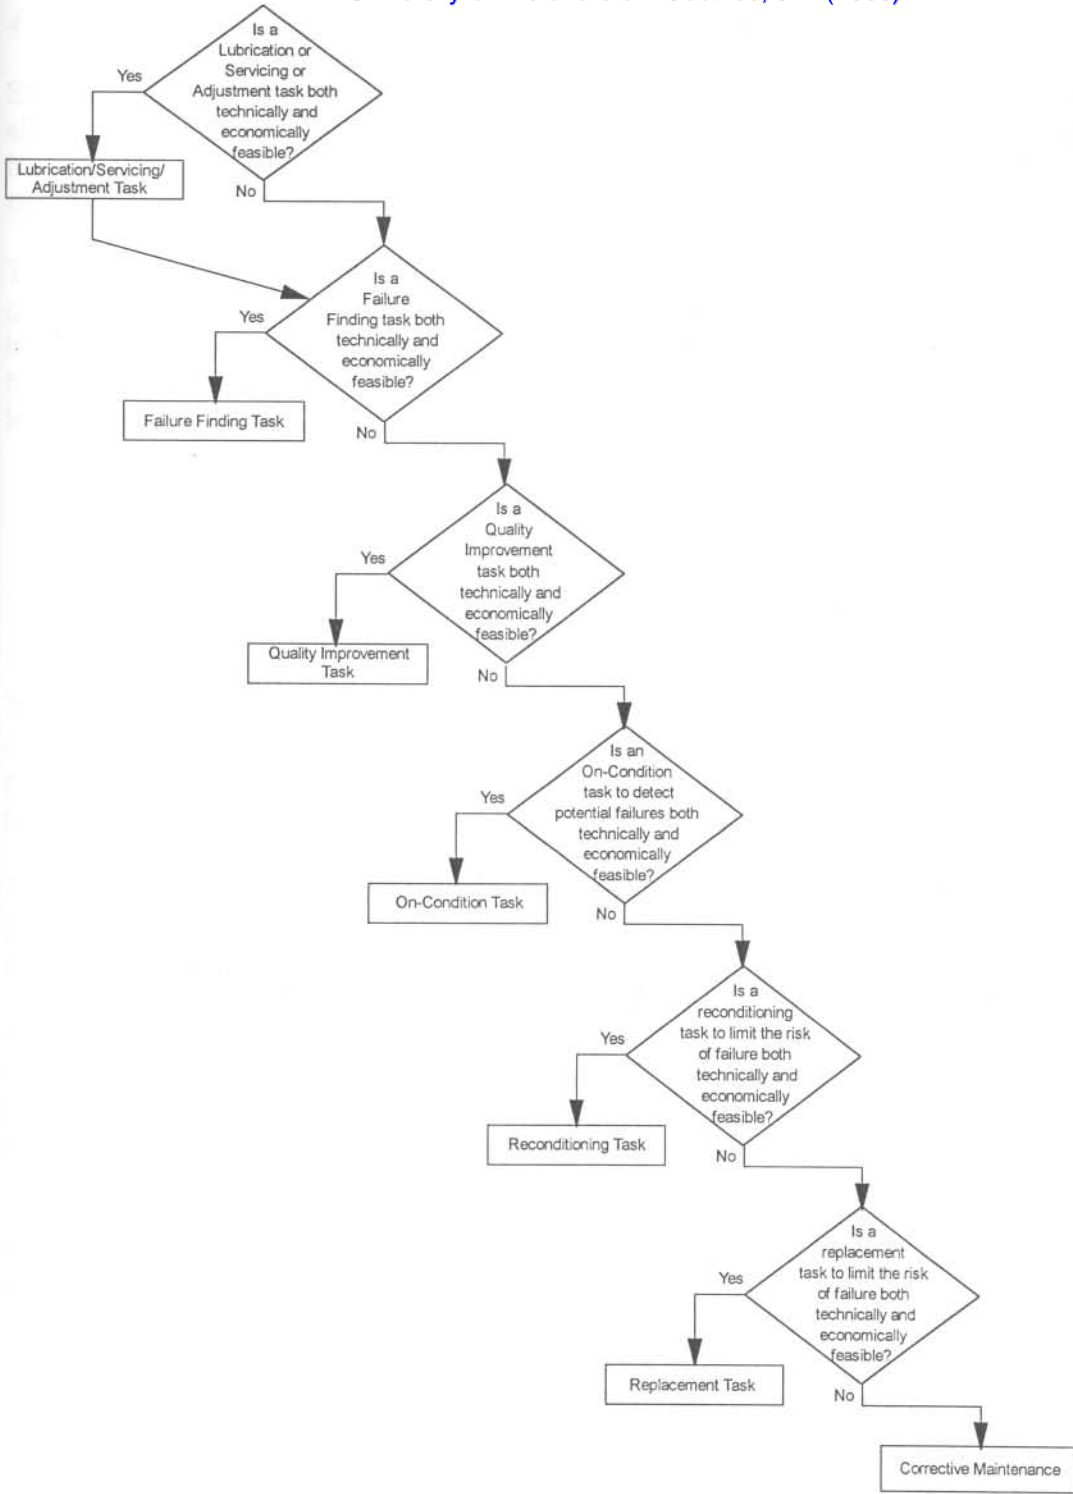 Is a
Lubrication or
Servicing or
Adjustment task both
technically and
economically
feasible?
Yes
Lubrication/Servicing/
Adjustment Task
No
Is a
Failure
Finding task both
technically and
economically
feasible?
Yes
Failure Finding Task
No
Is a
Quality
Improvement
task both
technically and
economically
feasible?
Yes
Quality Improvement
Task
No
Is an
On-Condition
task to detect
potential failures both
technically and
economically
feasible?
Yes
On-Condition Task
No
Is a
reconditioning
task to limit the risk
of failure both
technically and
economically
feasible?
Yes
Reconditioning Task
No
Is a
replacement
task to limit the risk
of failure both
technically and
economically
feasible?
Yes
Replacement Task
No
Corrective Maintenance